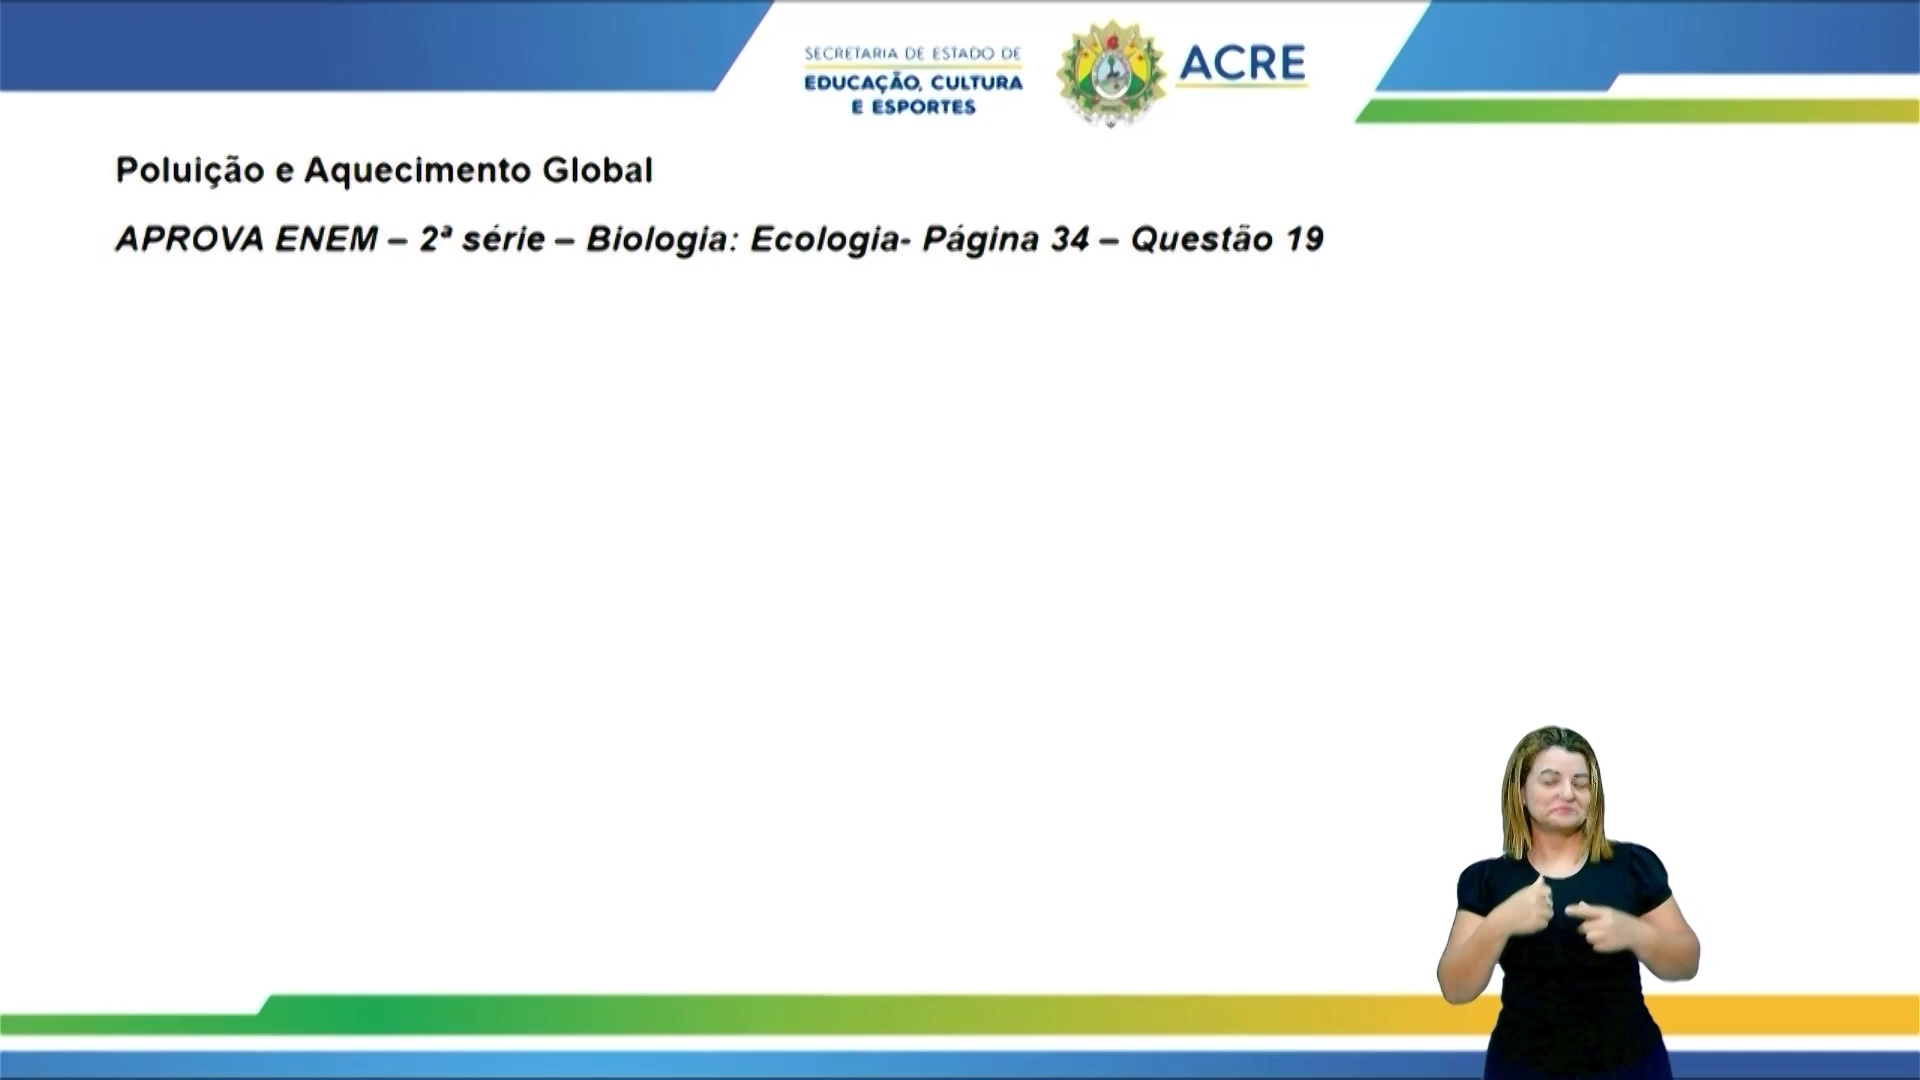 SECRETARIA DE ESTADO DE
EDUCAÇÃO, CULTURA
E ESPORTES
ACRE
Poluição e Aquecimento Global
APROVA ENEM – 2ª série – Biologia: Ecologia- Página 34 – Questão 19